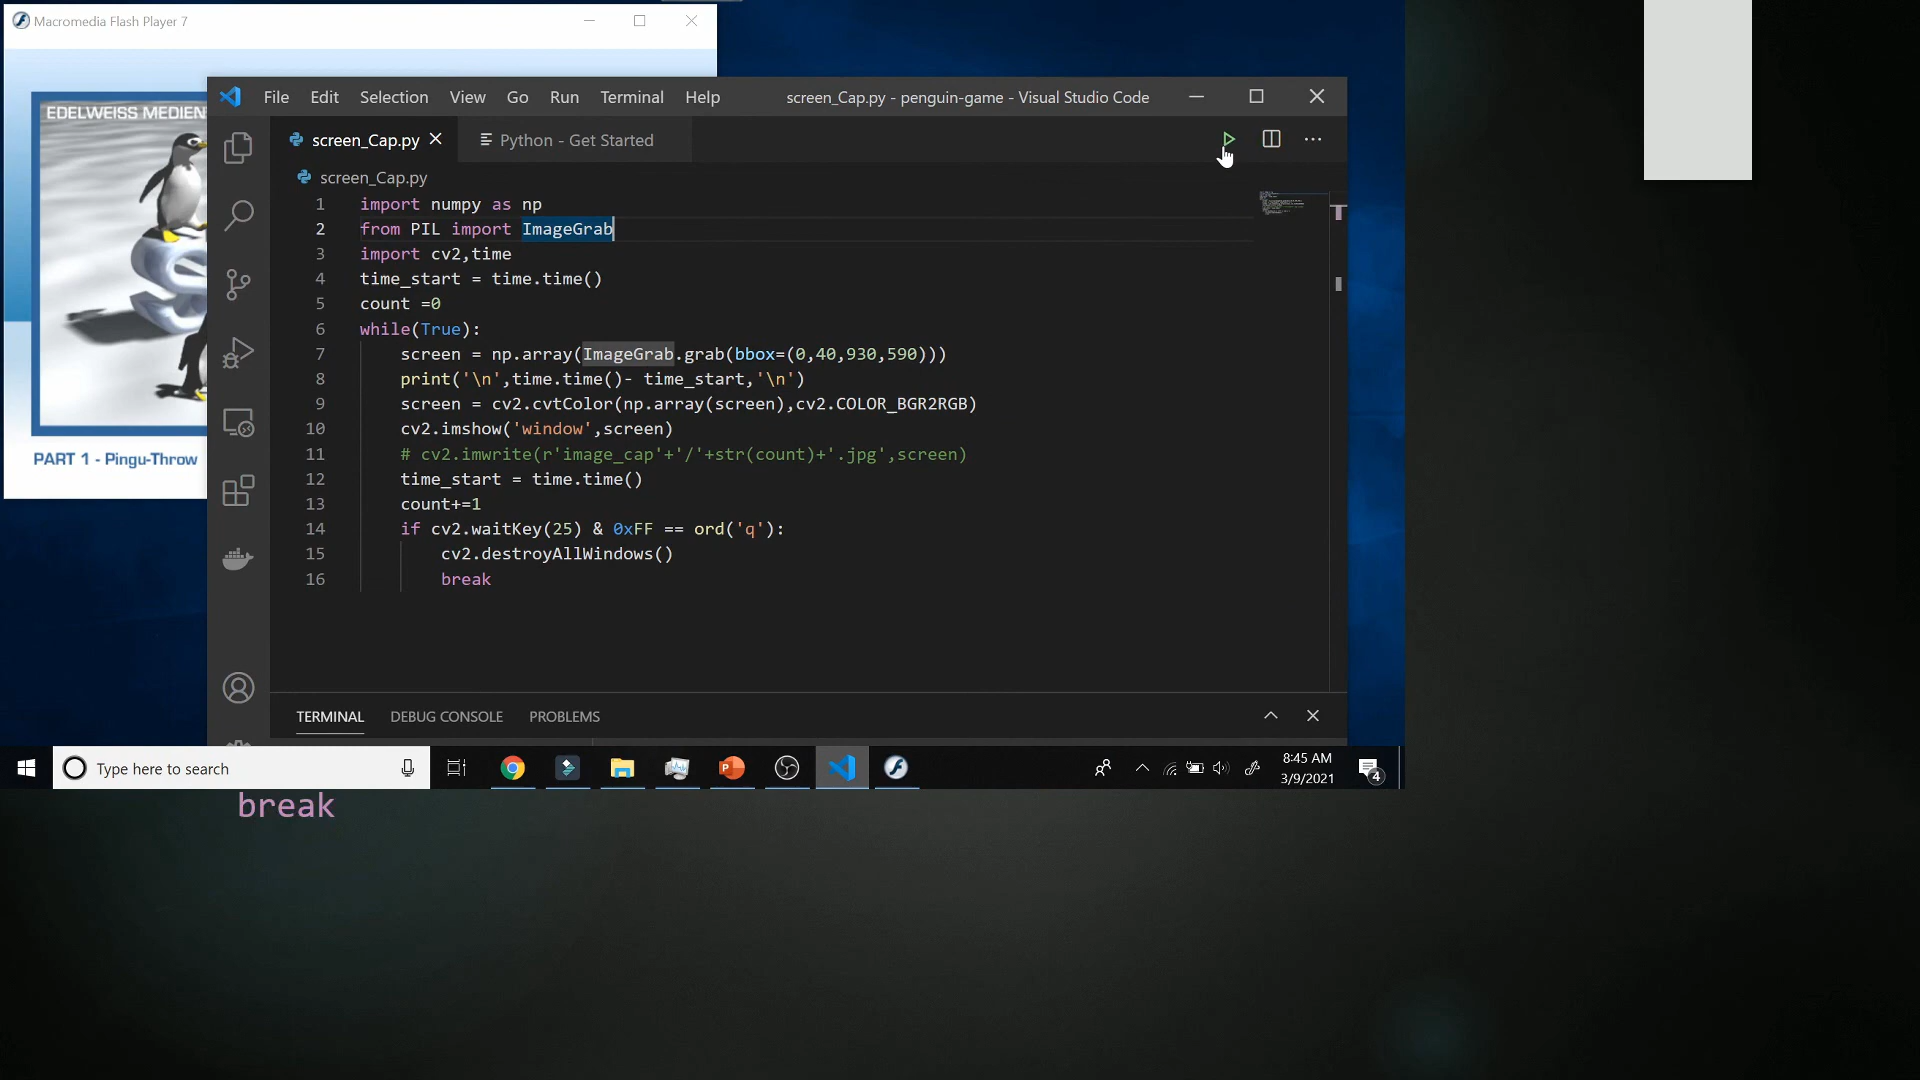 Macromedia Flash Player 7
EDELWEISS MEDIEN
PART 1 - Pingu-Throw
File Edit Selection View Go Run Terminal Help screen_Cap.py - penguin-game - Visual Studio Code
screen_Cap.py Python - Get Started
screen_Cap.py
1 import numpy as np
2 from PIL import ImageGrab
3 import cv2,time
4 time_start = time.time()
5 count =0
6 while(True):
7 screen = np.array(ImageGrab.grab(bbox=(0,40,930,590)))
8 print('\n',time.time()- time_start,'\n')
9 screen = cv2.cvtColor(np.array(screen),cv2.COLOR_BGR2RGB)
10 cv2.imshow('window',screen)
11 # cv2.imwrite(r'image_cap'+'/'+str(count)+'.jpg',screen)
12 time_start = time.time()
13 count+=1
14 if cv2.waitKey(25) & 0xFF == ord('q'):
15 cv2.destroyAllWindows()
16 break
TERMINAL DEBUG CONSOLE PROBLEMS
Type here to search
8:45 AM
3/9/2021
4
break